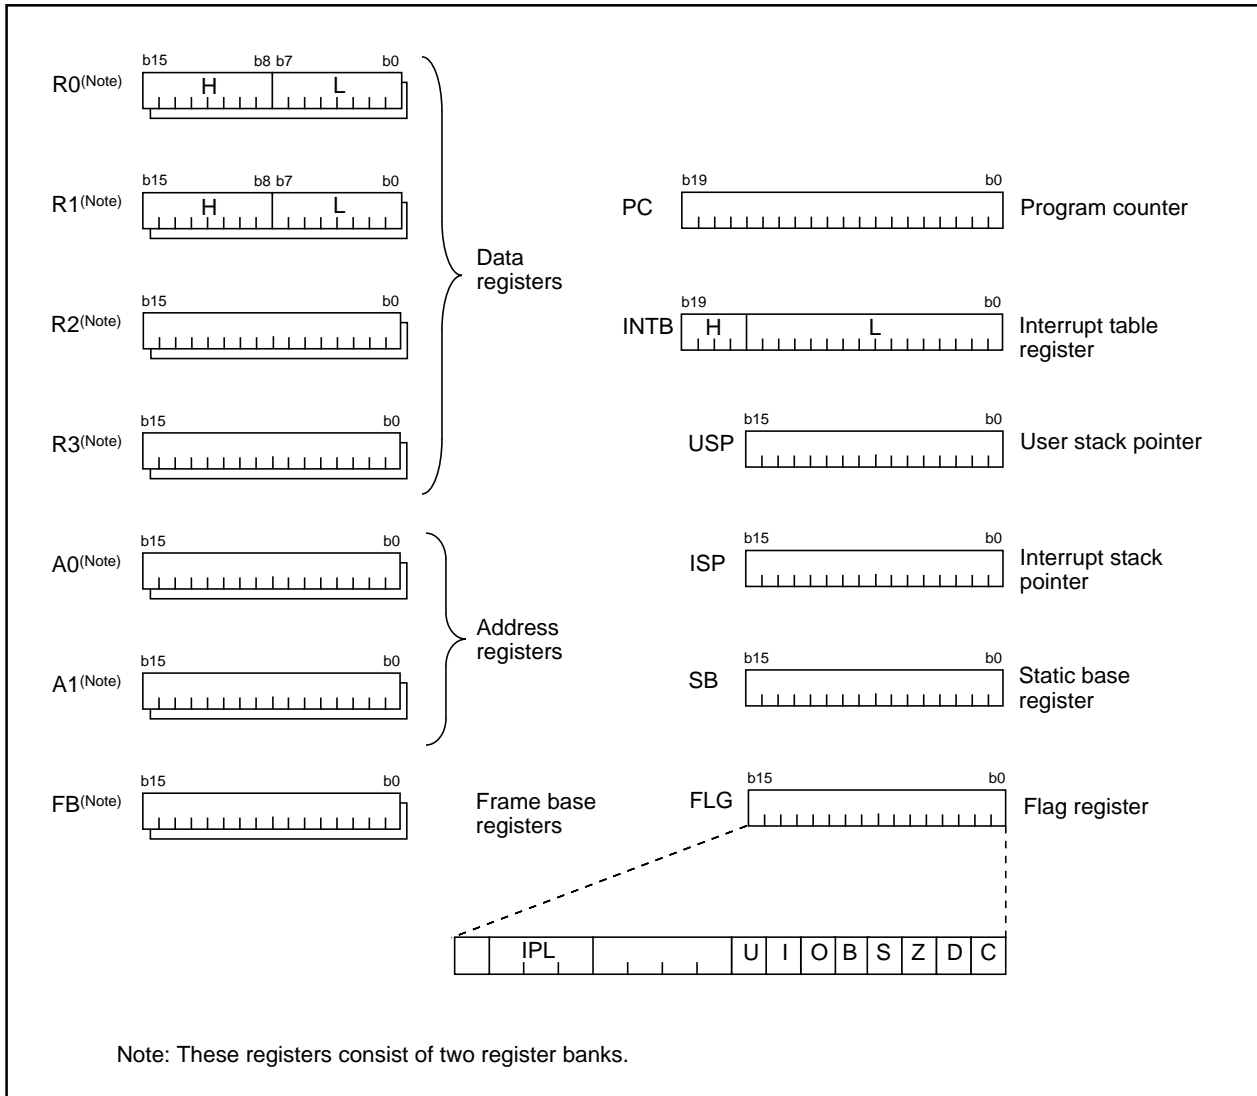 b15 b8 b7 b0
R0(Note) H L
b15 b8 b7 b0
R1(Note) H L
b15 b0
R2(Note)
b15 b0
R3(Note)
Data
registers
b15 b0
A0(Note)
b15 b0
A1(Note)
Address
registers
b15 b0
FB(Note)
Frame base
registers
b19 b0
PC Program counter
b19 b0
INTB H L Interrupt table
register
b15 b0
USP User stack pointer
b15 b0
ISP Interrupt stack
pointer
b15 b0
SB Static base
register
b15 b0
FLG Flag register
IPL U I O B S Z D C
Note: These registers consist of two register banks.